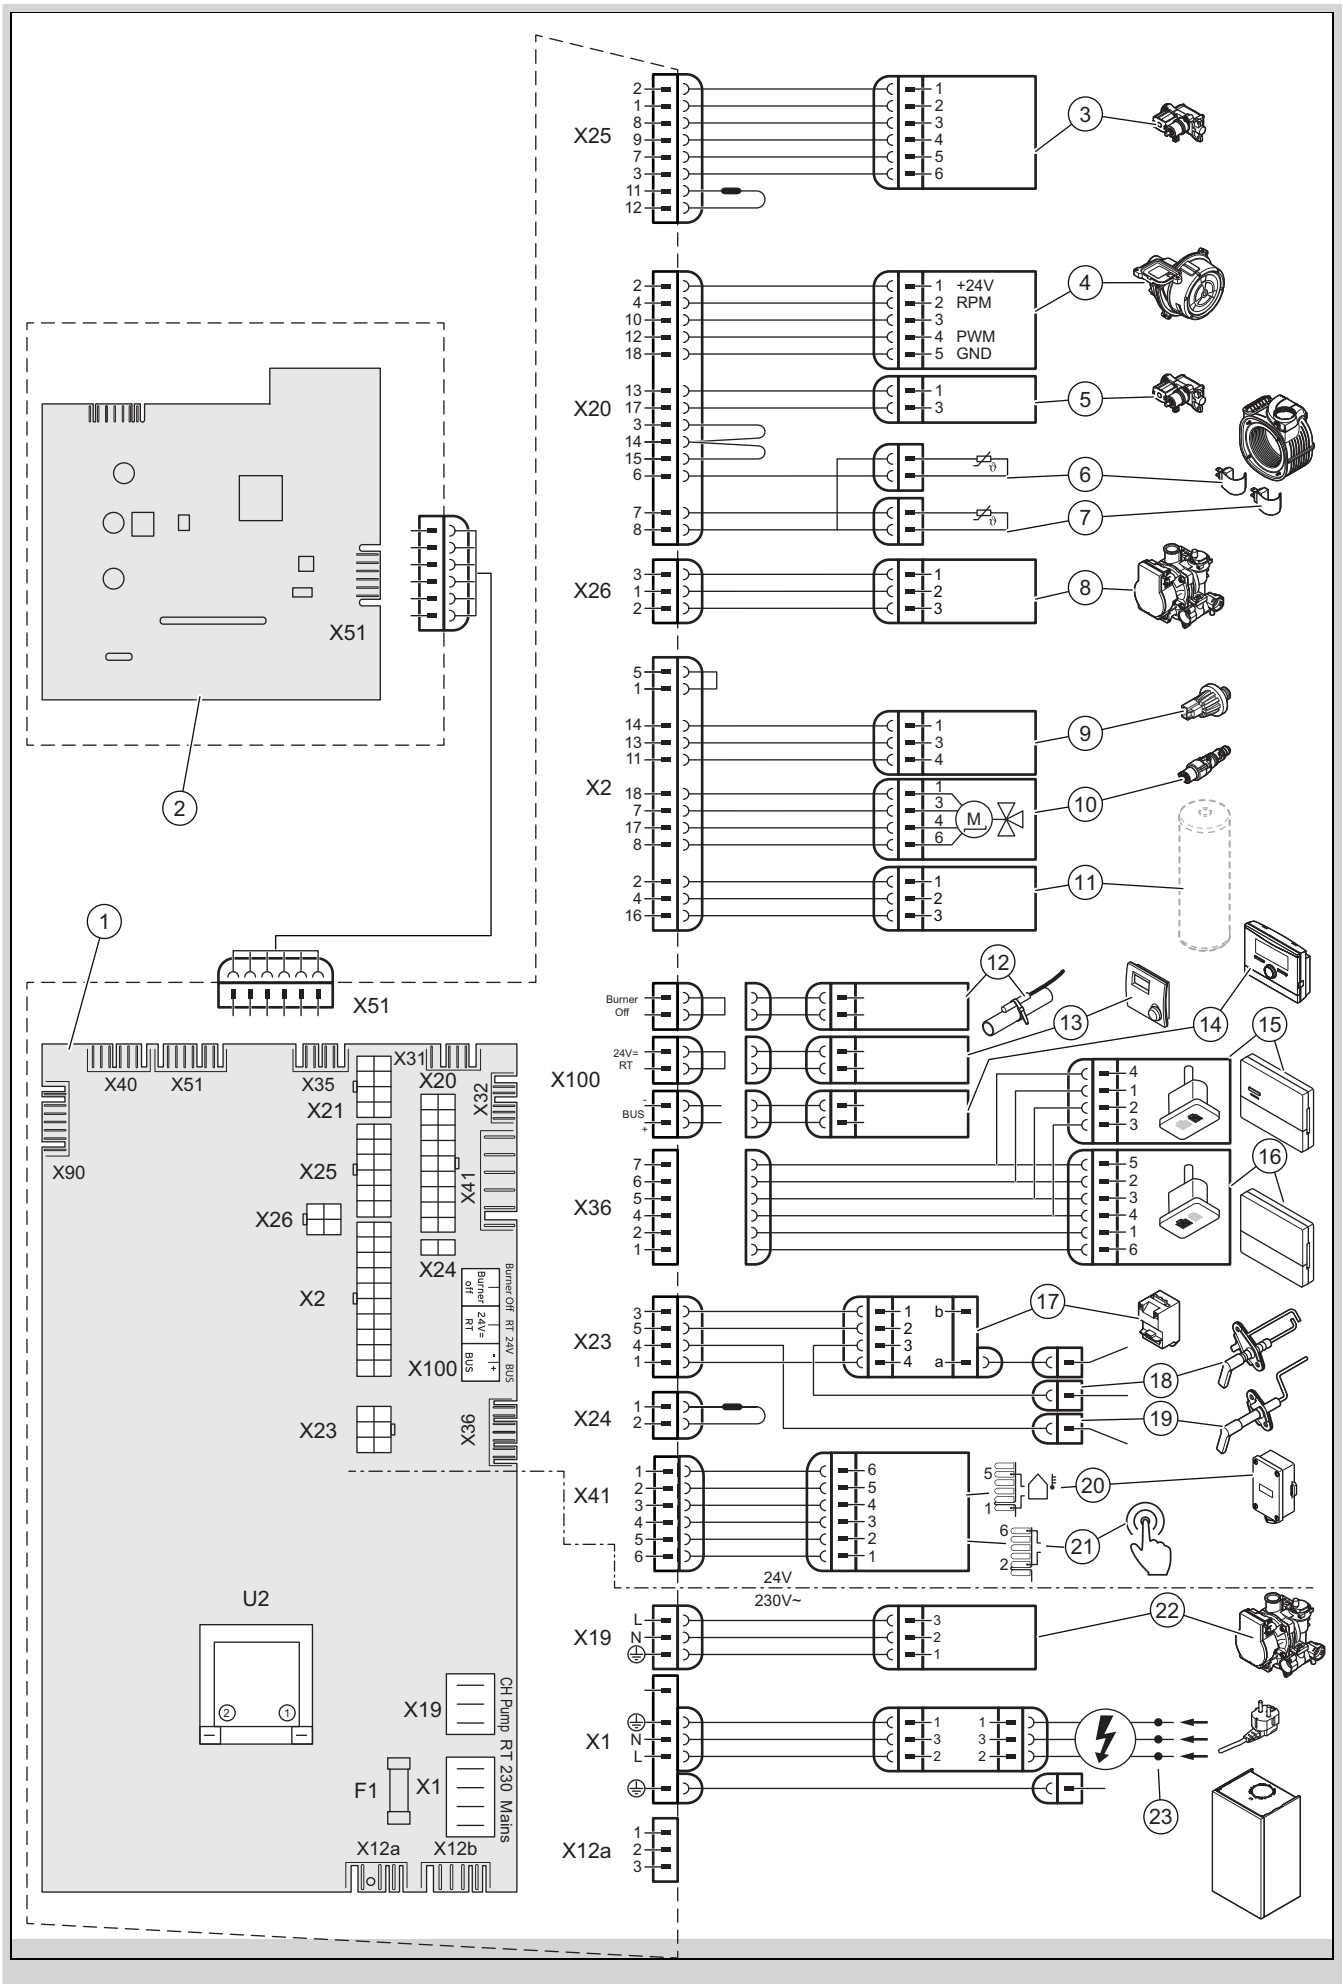 X25
2 1
1 2
8 3
9 4
7 5
3 6
11
12
3
X20
2 1 +24V
4 2 RPM
10 3
12 4 PWM
18 5 GND
4
13 1
17 3
5
3
14
15
6
ϑ
6
7
8
ϑ
7
X26
3 1
1 2
2 3
8
X51
2
X2
5
1
14 1
13 3
11 4
9
18 1
7 3
17 4
8 6
M
10
2 1
4 2
16 3
11
1
X51
X100
Burner
Off
12
24V=
RT
13
-
BUS
+
14
4
1
2
3
15
X36
7 5
6 2
5 3
4 4
2 1
1 6
16
X23
3 1 b
5 2
4 3
1 4 a
17
18
X24
1
2
19
X41
1 6
2 5
3 4
4 3
5 2
6 1
5
1
20
6
2
21
24V
230V~
X19
L 3
N 2
1
22
X1
1 1
N 3 3
L 2 2
23
X12a
1
2
3
X40
X51
X35
X31
X20
X32
X21
X90
X25
X41
X26
X24
X2
Burner off
24V= RT
BUS - +
Burner Off RT 24V BUS
X100
X23
X36
U2
2 1
X19
F1
X1
CH Pump RT 230 Mains
X12a
X12b